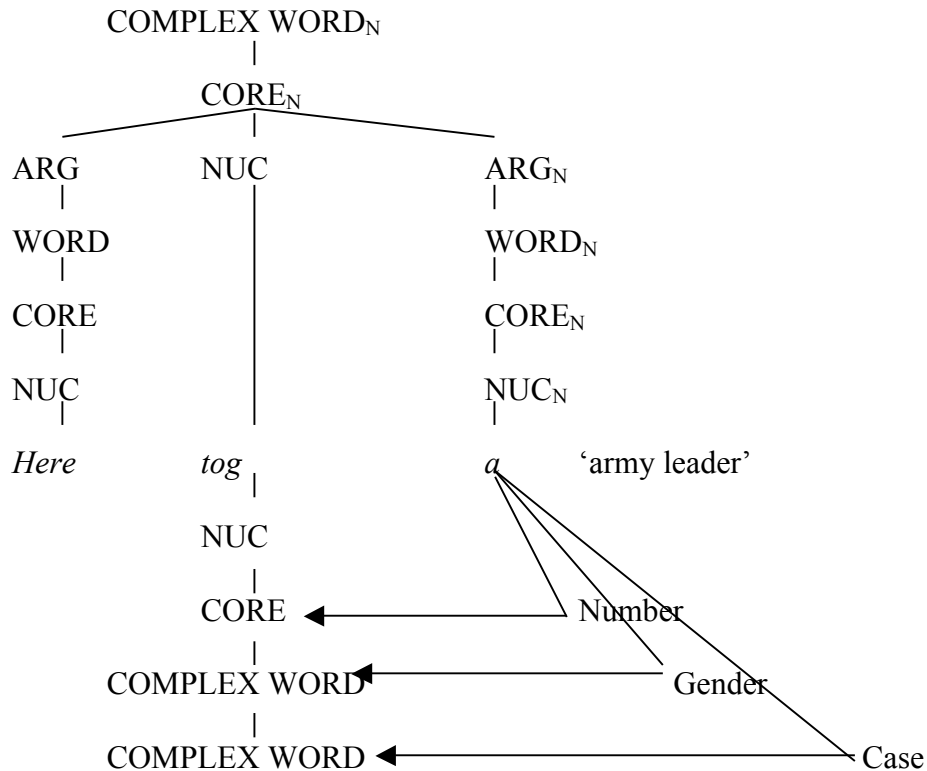 COMPLEX WORDN
COREN
ARG NUC ARGN
WORD WORDN
CORE COREN
NUC NUCN
Here tog a ‘army leader’
NUC
CORE Number
COMPLEX WORD Gender
COMPLEX WORD Case